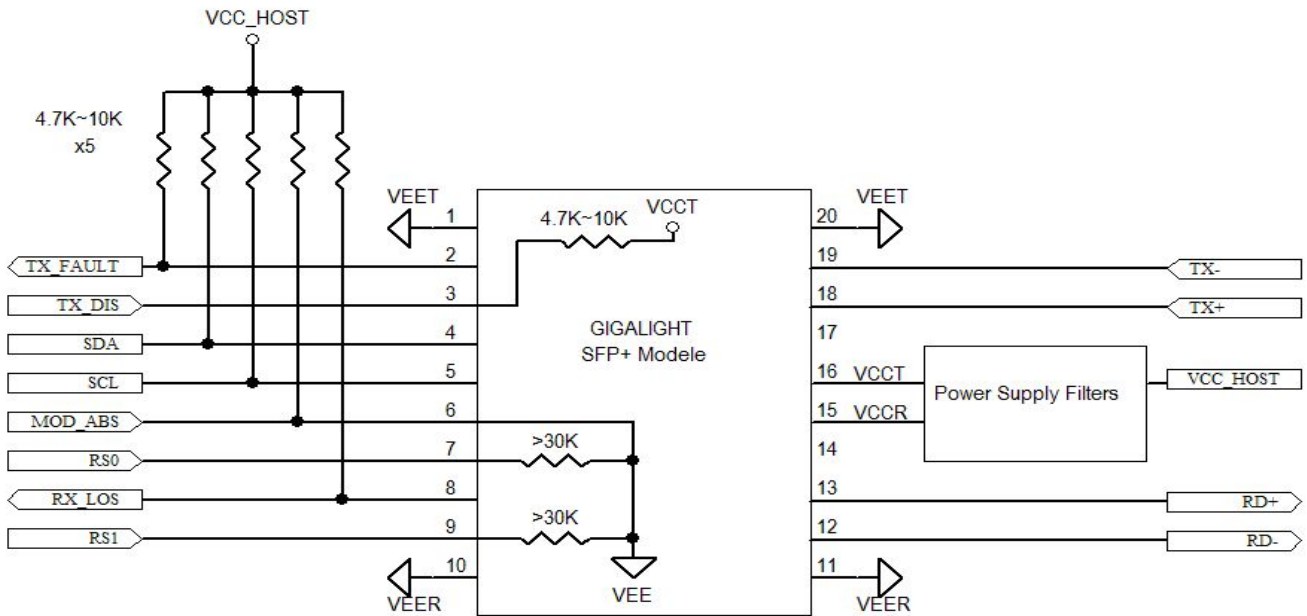 VCC_HOST
4.7K~10K
x5
VEET
1
4.7K~10K
VCCT
20
VEET
TX_FAULT
2
19
TX-
TX_DIS
3
18
TX+
SDA
4
GIGALIGHT
SFP+ Modele
17
SCL
5
16
VCCT
Power Supply Filters
VCC_HOST
MOD_ABS
6
15
VCCR
RS0
7
>30K
14
RX_LOS
8
13
RD+
RS1
9
>30K
12
RD-
10
VEER
VEE
11
VEER